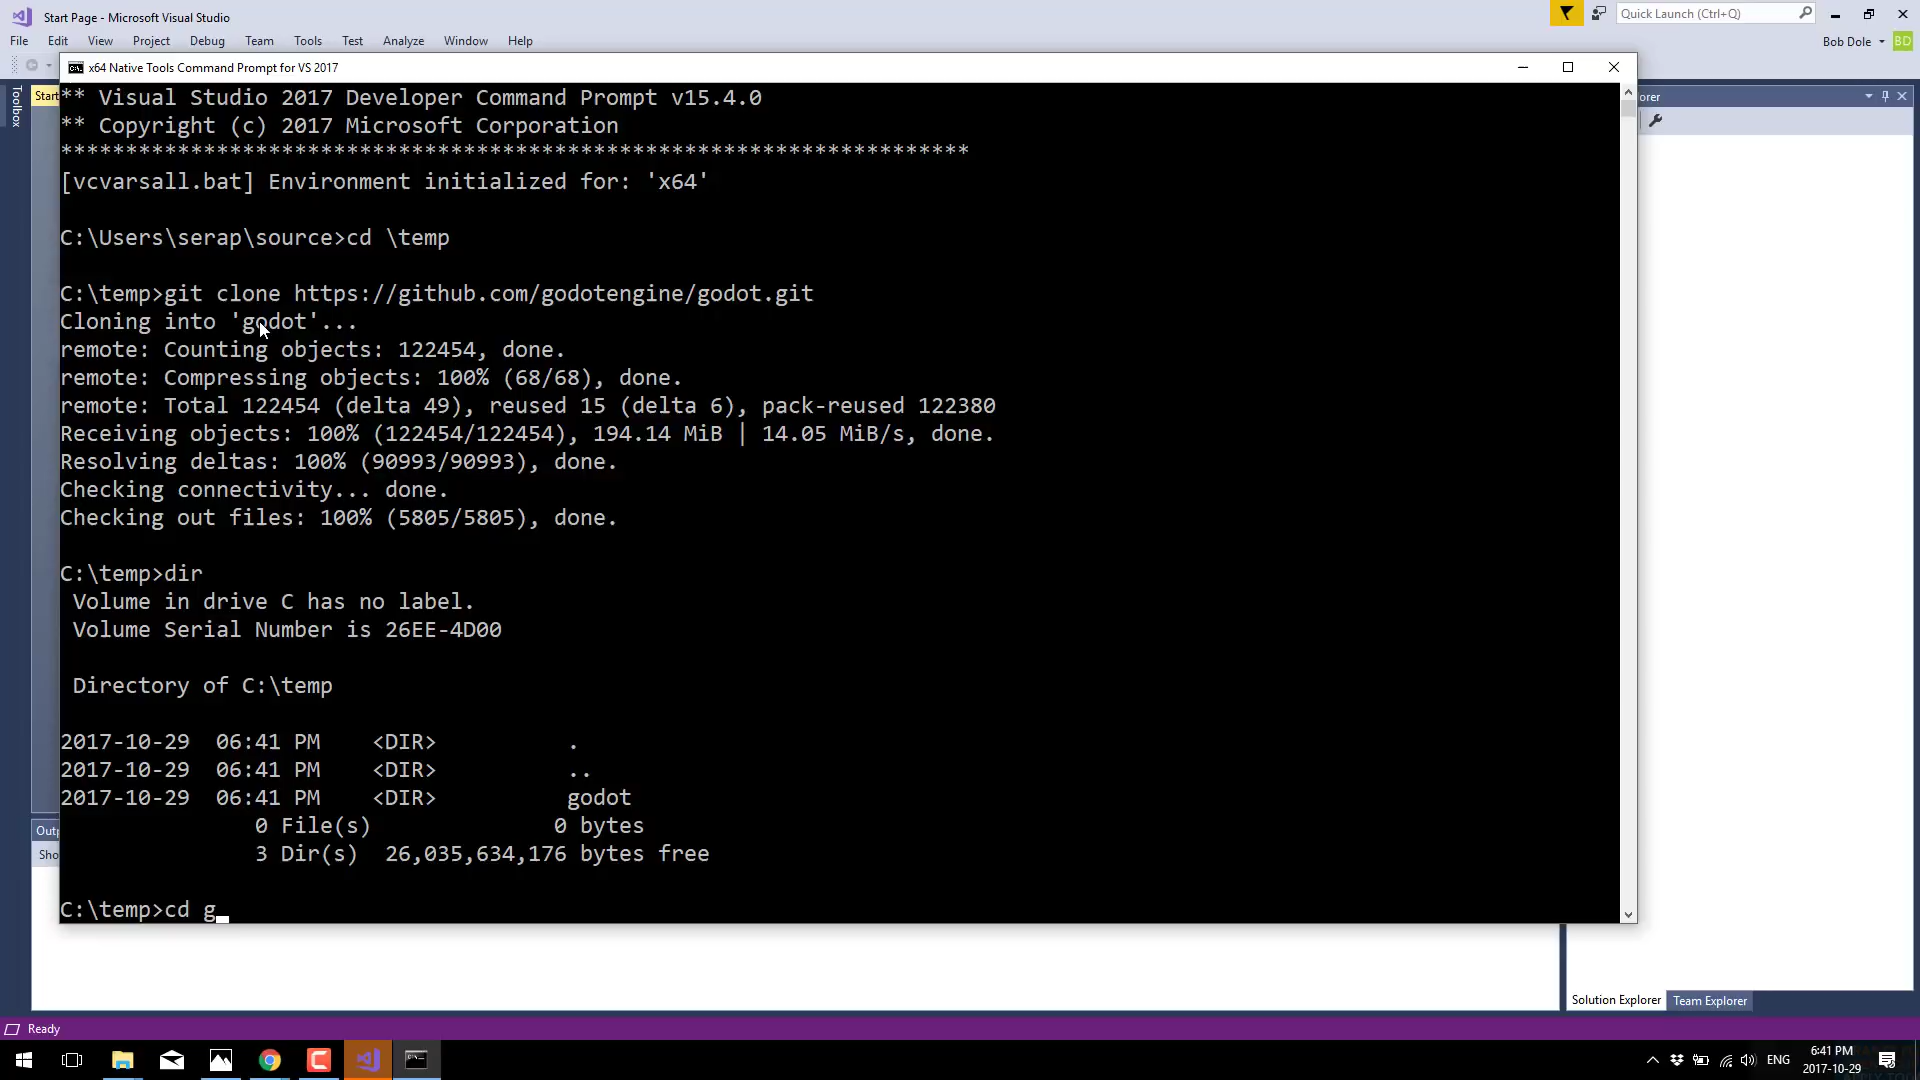 Start Page - Microsoft Visual Studio
Quick Launch (Ctrl+Q)
File Edit View Project Debug Team Tools Test Analyze Window Help
Bob Dole BD
x64 Native Tools Command Prompt for VS 2017
Toolbox
Start
orer
** Visual Studio 2017 Developer Command Prompt v15.4.0
** Copyright (c) 2017 Microsoft Corporation
**********************************************************************
[vcvarsall.bat] Environment initialized for: 'x64'
C:\Users\serap\source>cd \temp
C:\temp>git clone https://github.com/godotengine/godot.git
Cloning into 'godot'...
remote: Counting objects: 122454, done.
remote: Compressing objects: 100% (68/68), done.
remote: Total 122454 (delta 49), reused 15 (delta 6), pack-reused 122380
Receiving objects: 100% (122454/122454), 194.14 MiB | 14.05 MiB/s, done.
Resolving deltas: 100% (90993/90993), done.
Checking connectivity... done.
Checking out files: 100% (5805/5805), done.
C:\temp>dir
Volume in drive C has no label.
Volume Serial Number is 26EE-4D00
Directory of C:\temp
2017-10-29 06:41 PM <DIR> .
2017-10-29 06:41 PM <DIR> ..
2017-10-29 06:41 PM <DIR> godot
0 File(s) 0 bytes
3 Dir(s) 26,035,634,176 bytes free
C:\temp>cd g
Outp
Sho
Solution Explorer Team Explorer
Ready
ENG
6:41 PM
2017-10-29